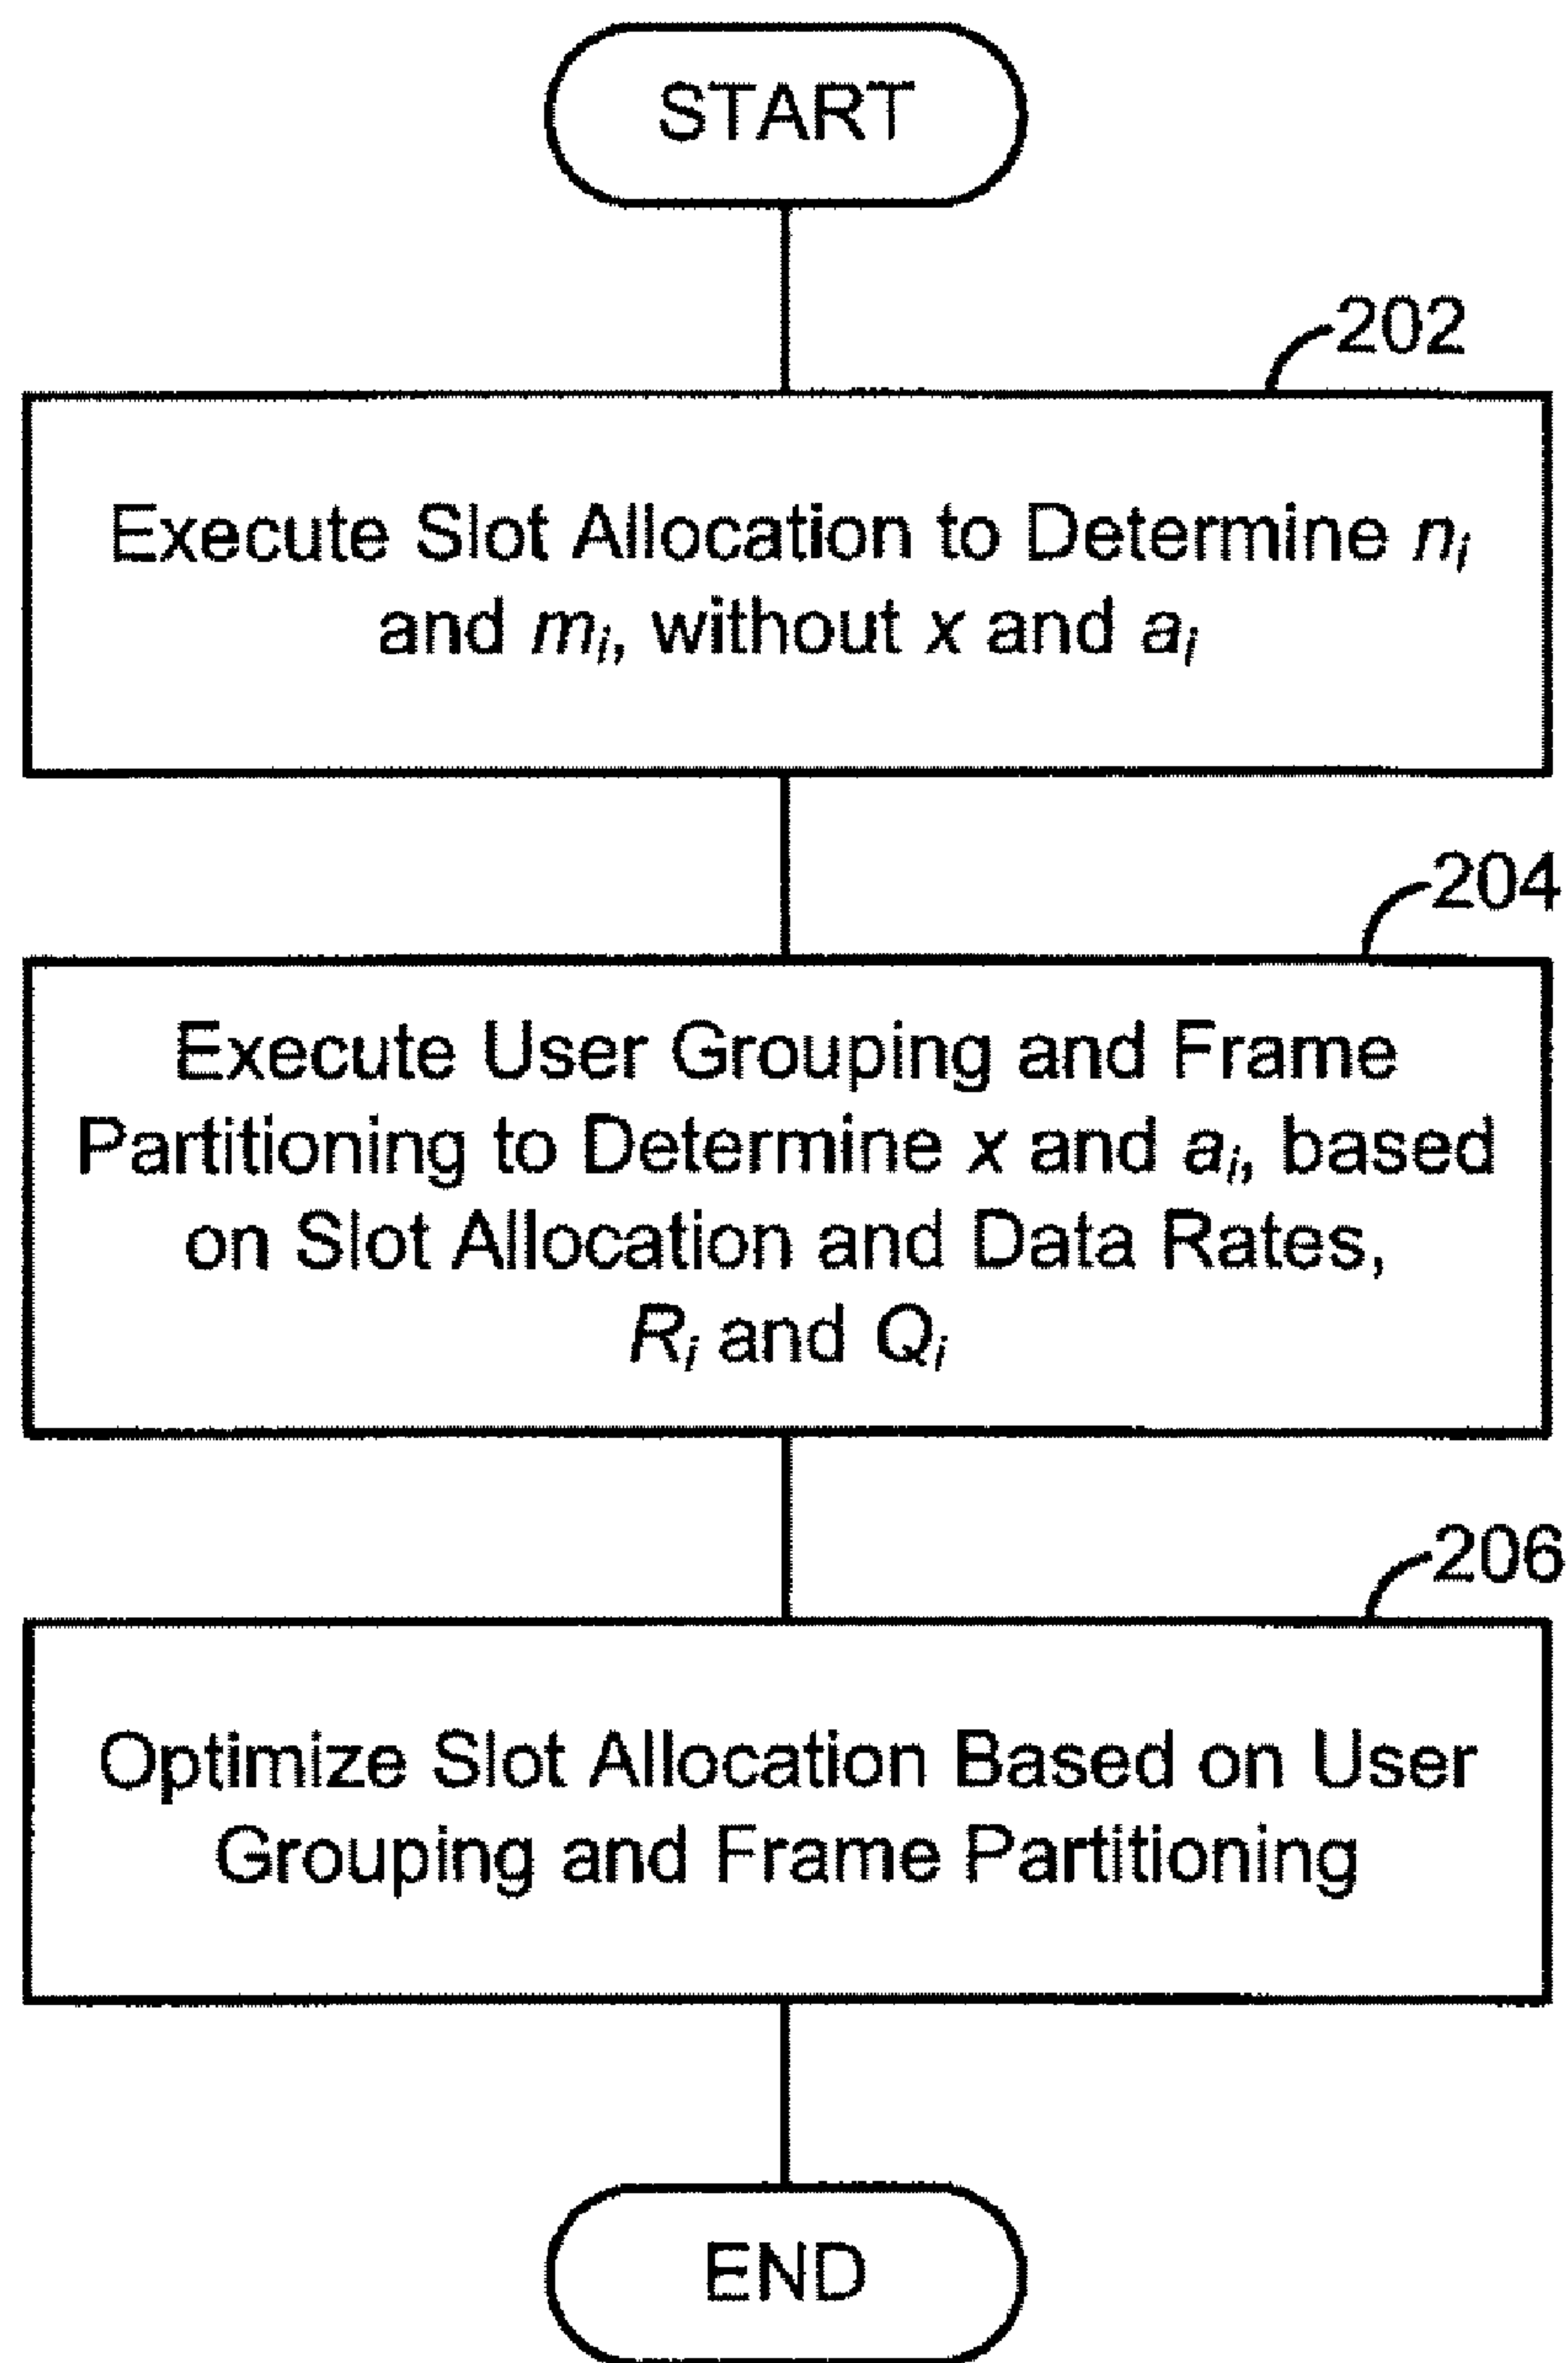 START
202
Execute Slot Allocation to Determine nᵢ
and mᵢ, without x and aᵢ
204
Execute User Grouping and Frame
Partitioning to Determine x and aᵢ, based
on Slot Allocation and Data Rates,
Rᵢ and Qᵢ
206
Optimize Slot Allocation Based on User
Grouping and Frame Partitioning
END